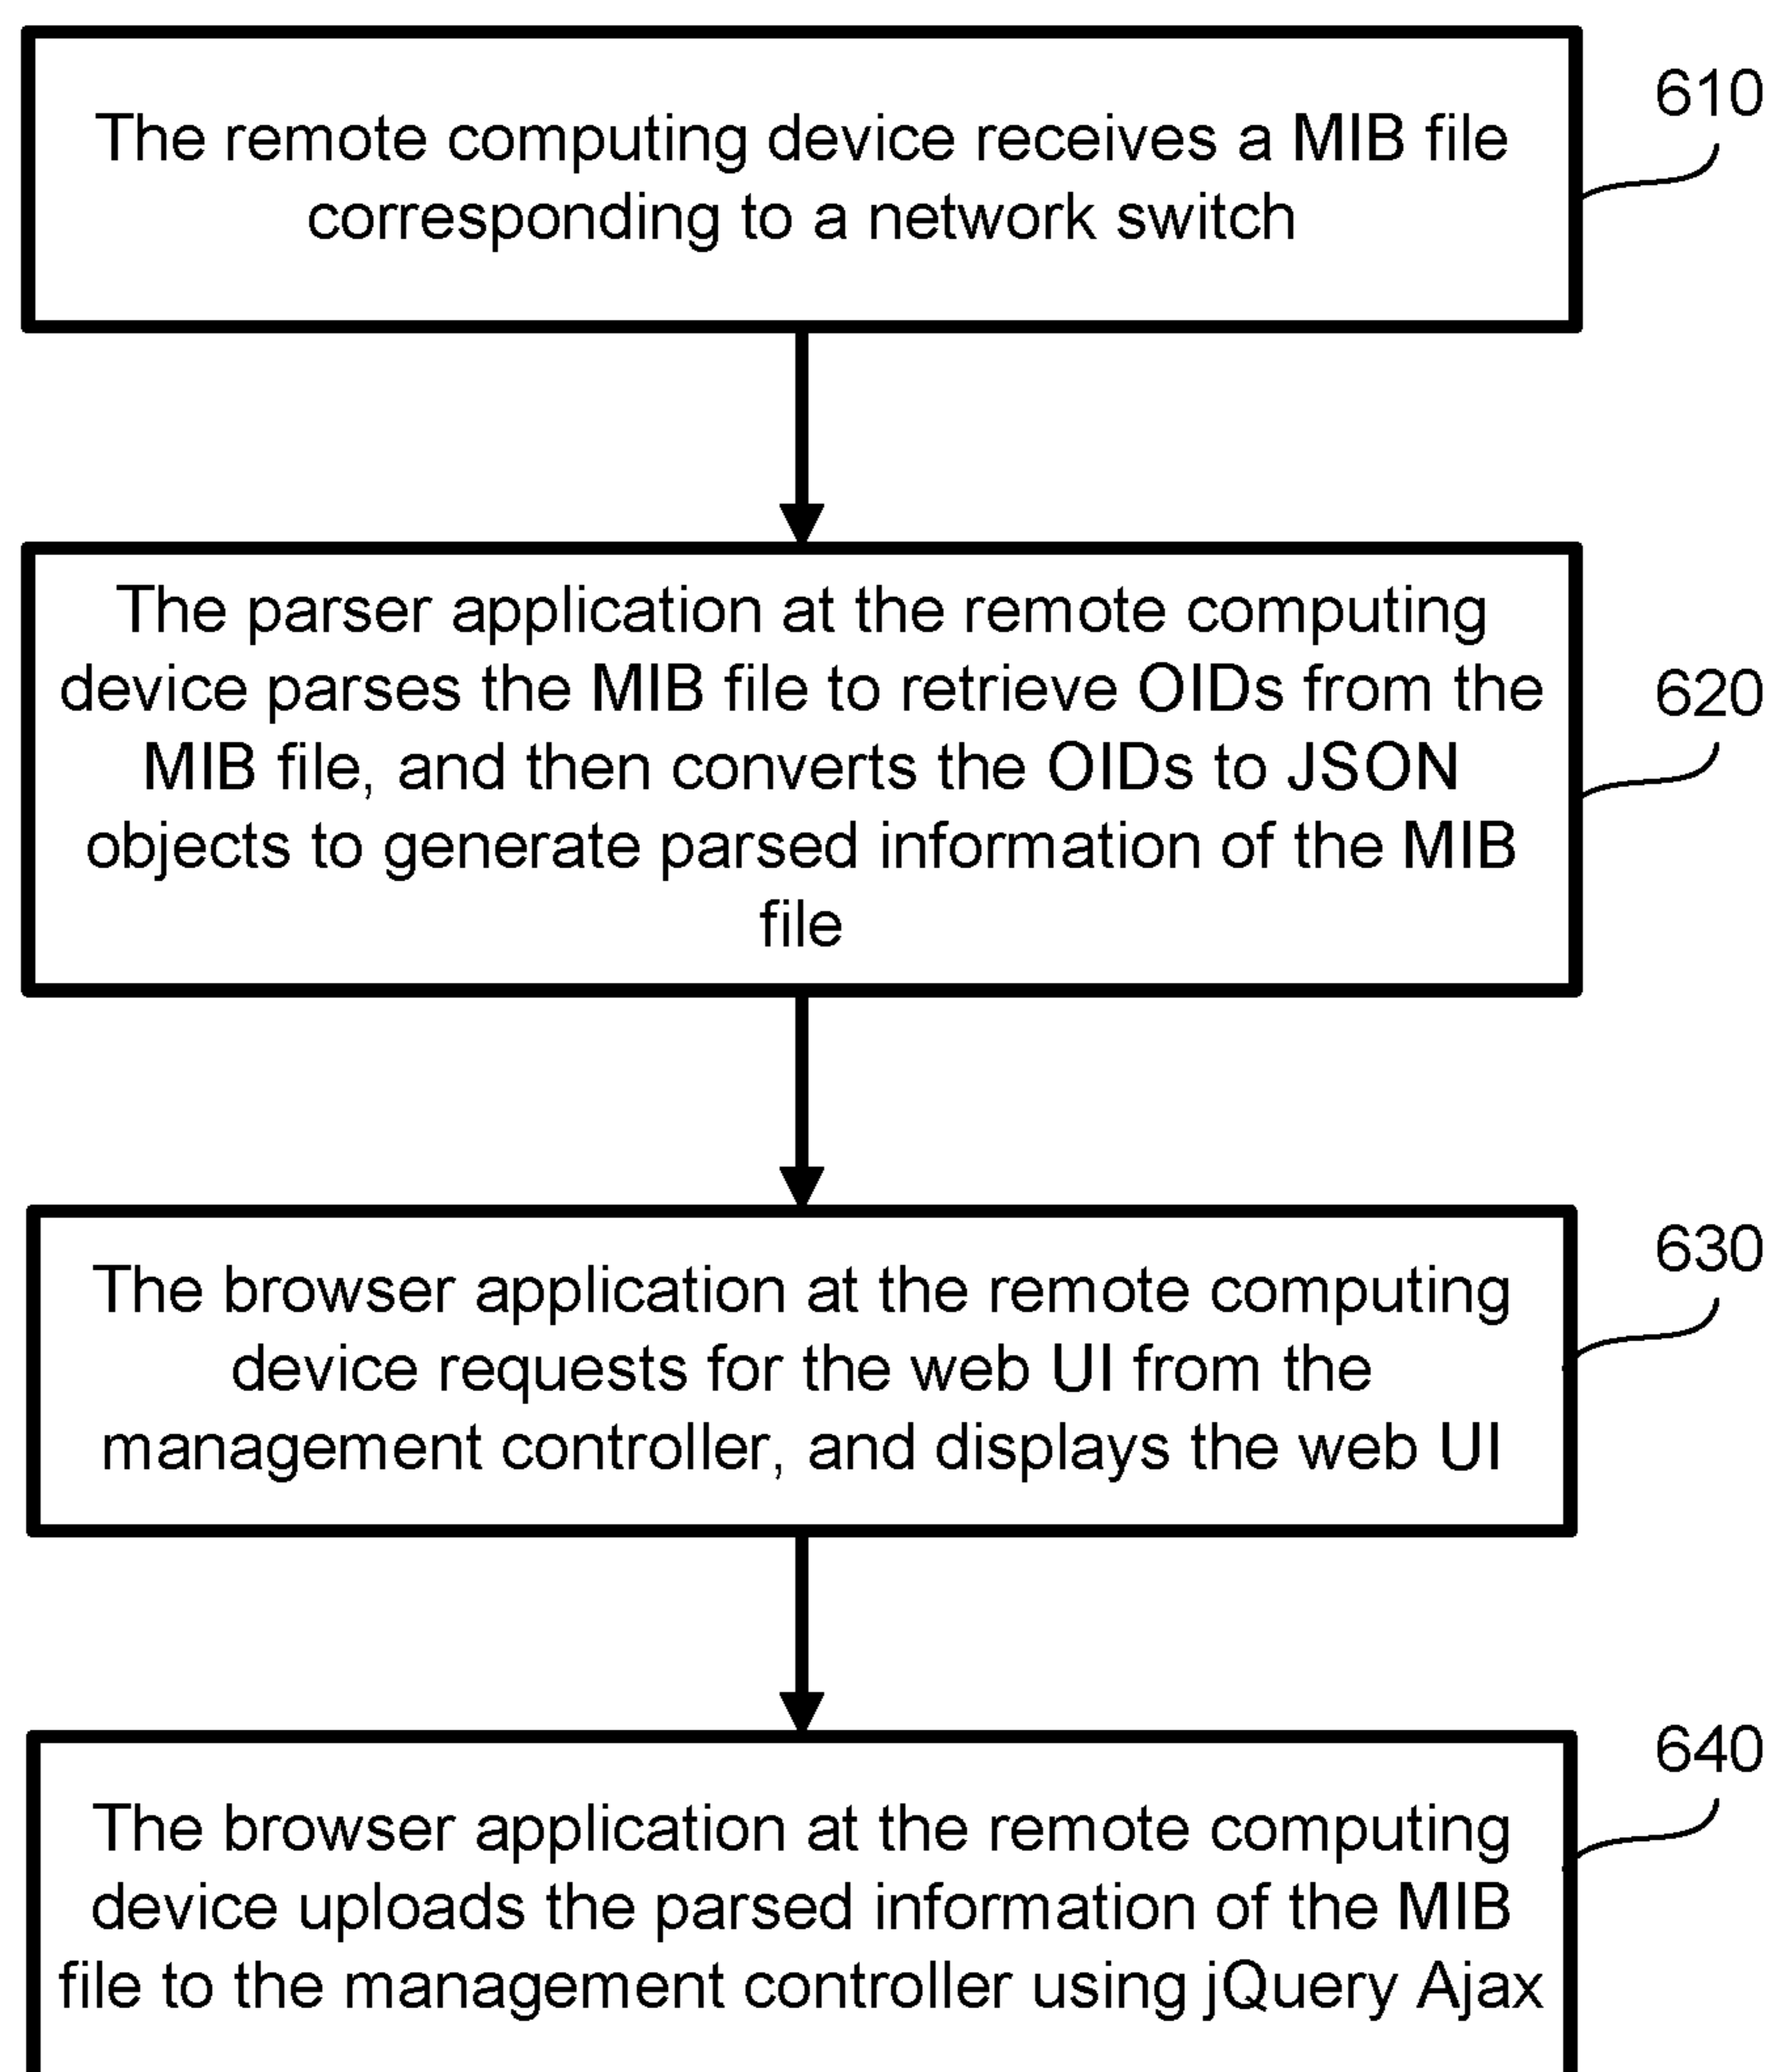 The remote computing device receives a MIB file
corresponding to a network switch
610
The parser application at the remote computing
device parses the MIB file to retrieve OIDs from the
MIB file, and then converts the OIDs to JSON
objects to generate parsed information of the MIB
file
620
The browser application at the remote computing
device requests for the web UI from the
management controller, and displays the web UI
630
The browser application at the remote computing
device uploads the parsed information of the MIB
file to the management controller using jQuery Ajax
640